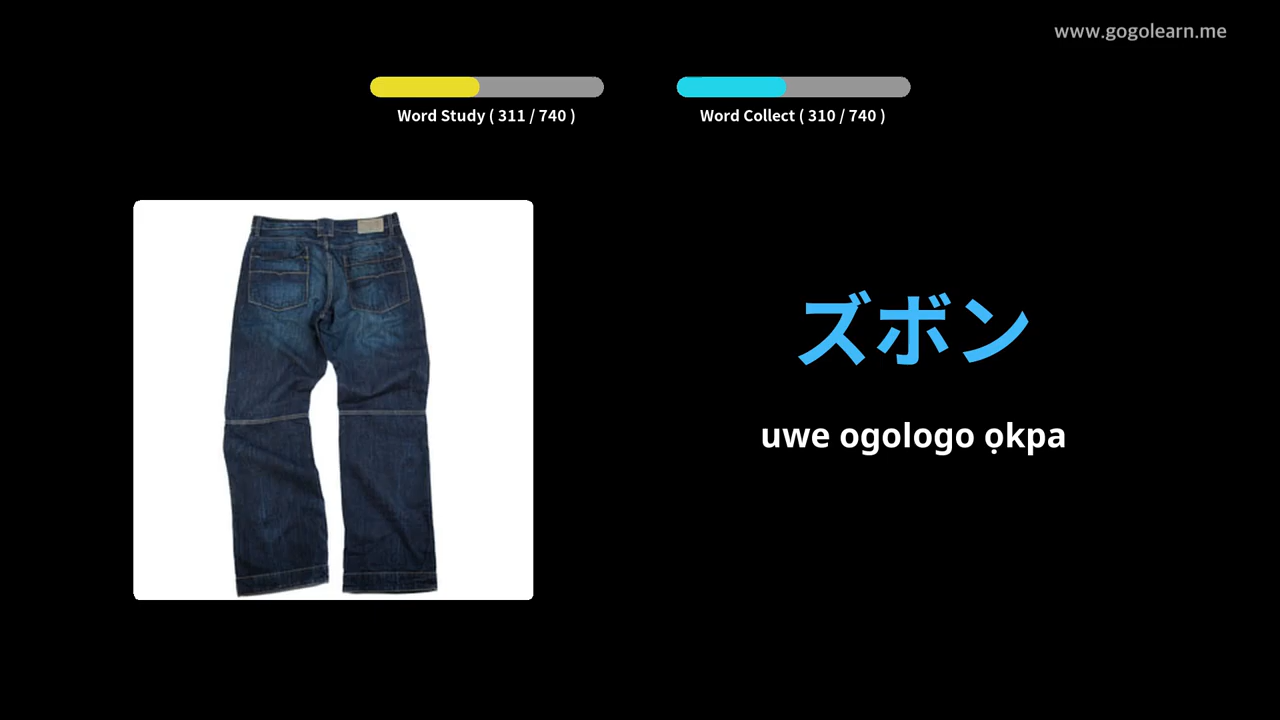 www.gogolearn.me
Word Study ( 311 / 740 )
Word Collect ( 310 / 740 )
ズボン
uwe ogologo ọkpa